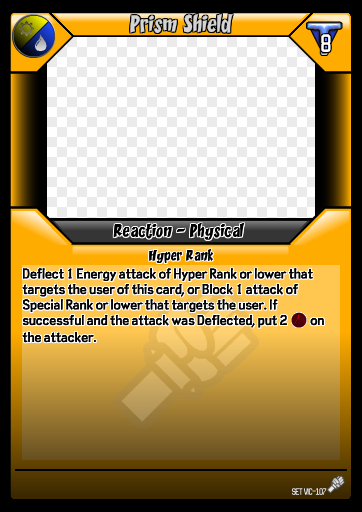 Prism Shield
8
Reaction - Physical
Hyper Rank
Deflect 1 Energy attack of Hyper Rank or lower that
targets the user of this card, or Block 1 attack of
Special Rank or lower that targets the user. If
successful and the attack was Deflected, put 2 on
the attacker.
SET VIC-107